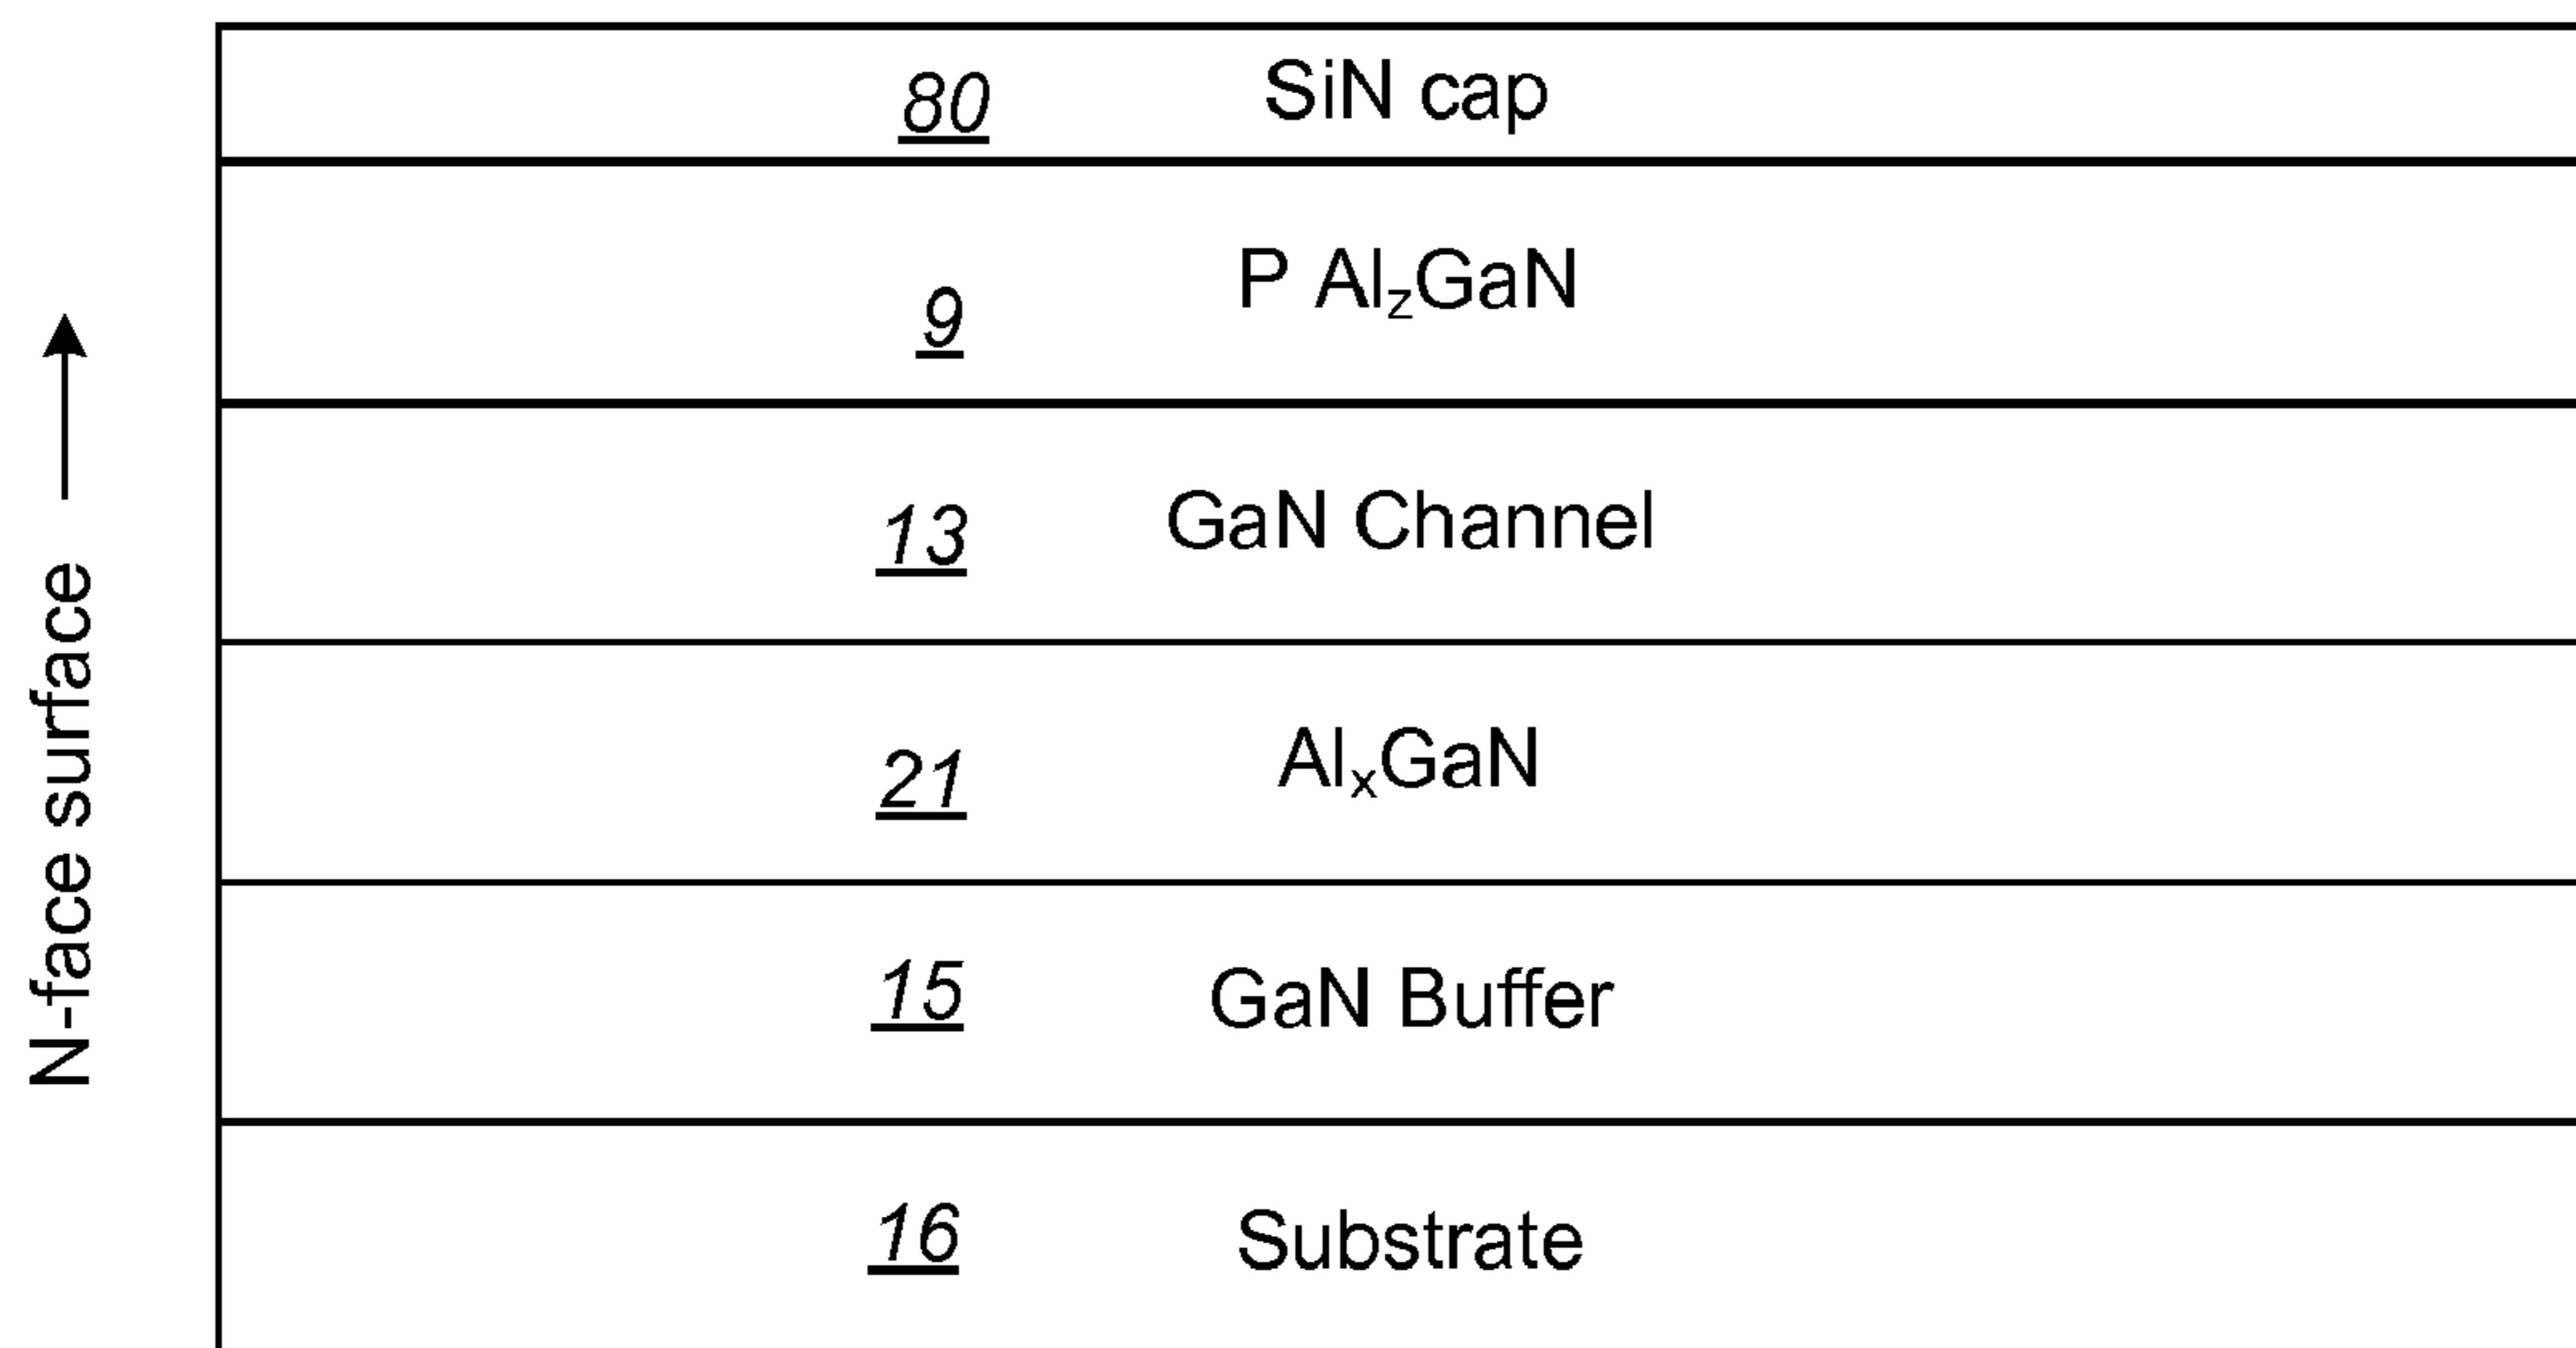 80 SiN cap
9 P AlzGaN
13 GaN Channel
21 AlxGaN
15 GaN Buffer
16 Substrate
N-face surface